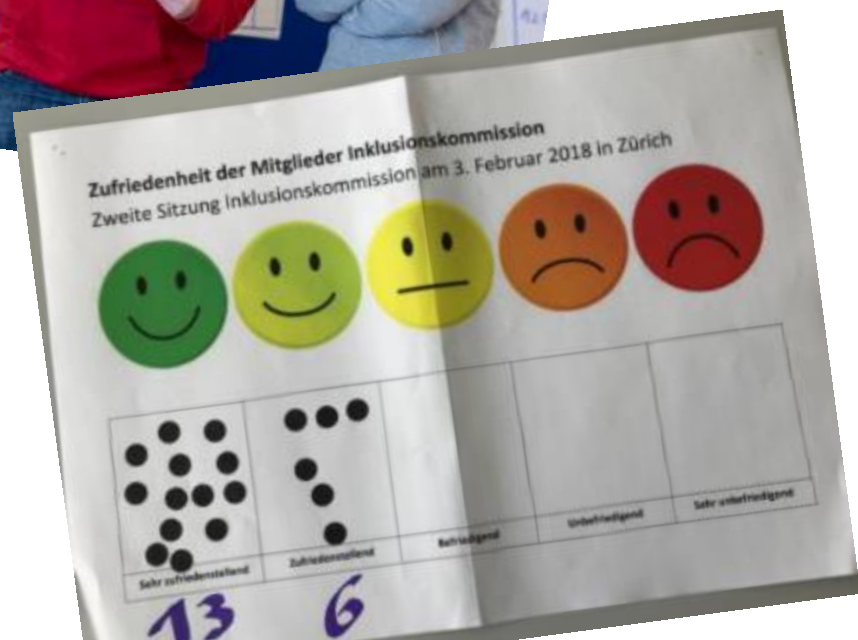 Zufriedenheit der Mitglieder Inklusionskommission
Zweite Sitzung Inklusionskommission am 3. Februar 2018 in Zürich
Sehr zufriedenstellend
Zufriedenstellend
Befriedigend
Unbefriedigend
Sehr unbefriedigend
13
6